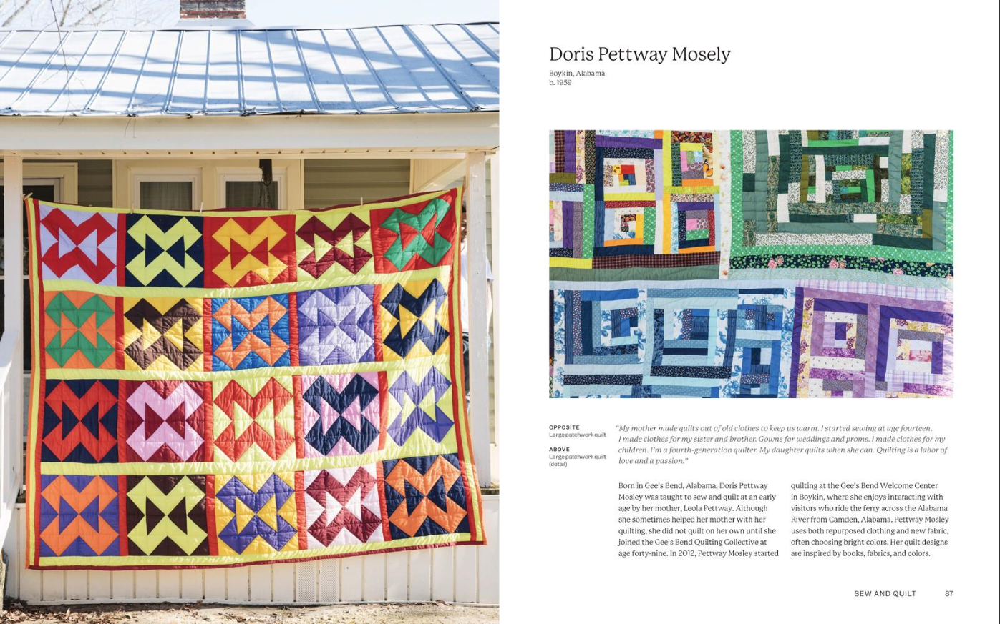 Doris Pettway Mosely
Boykin, Alabama
b. 1959
OPPOSITE
Large patchwork quilt
ABOVE
Large patchwork quilt
(detail)
“My mother made quilts out of old clothes to keep us warm. I started sewing at age fourteen.
I made clothes for my sister and brother. Gowns for weddings and proms. I made clothes for my
children. I’m a fourth-generation quilter. My daughter quilts when she can. Quilting is a labor of
love and a passion.”
Born in Gee’s Bend, Alabama, Doris Pettway
Mosley was taught to sew and quilt at an early
age by her mother, Leola Pettway. Although
she sometimes helped her mother with her
quilting, she did not quilt on her own until she
joined the Gee’s Bend Quilting Collective at
age forty-nine. In 2012, Pettway Mosley started
quilting at the Gee’s Bend Welcome Center
in Boykin, where she enjoys interacting with
visitors who ride the ferry across the Alabama
River from Camden, Alabama. Pettway Mosley
uses both repurposed clothing and new fabric,
often choosing bright colors. Her quilt designs
are inspired by books, fabrics, and colors.
SEW AND QUILT 87